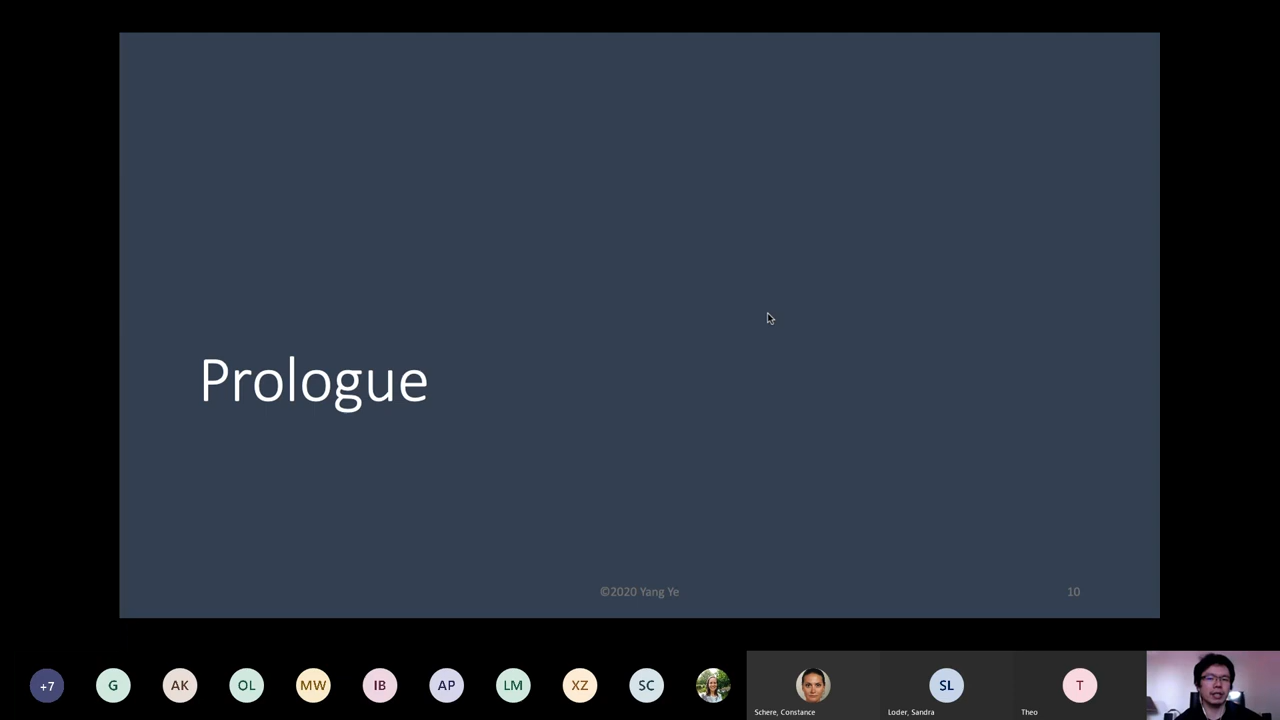 Prologue
©2020 Yang Ye
10
+7
G
AK
OL
MW
IB
AP
LM
XZ
SC
SL
T
Schere, Constance
Loder, Sandra
Theo